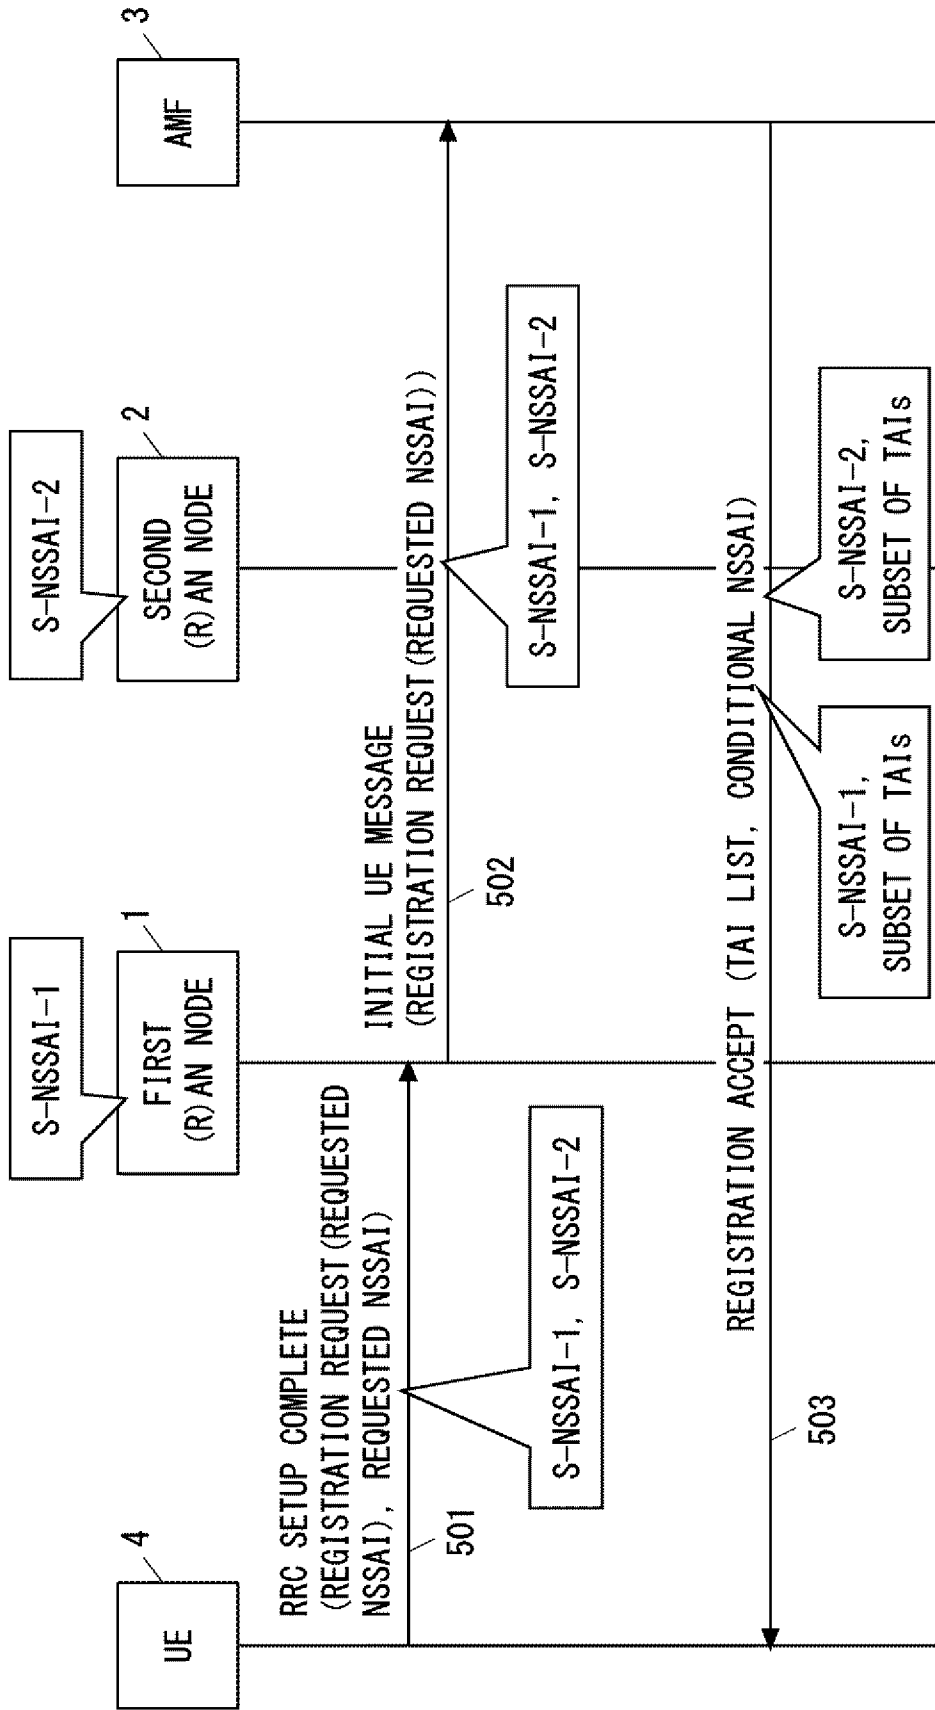 S-NSSAI-1
S-NSSAI-2
4
1
2
3
UE
FIRST
(R)AN NODE
SECOND
(R)AN NODE
AMF
RRC SETUP COMPLETE
(REGISTRATION REQUEST(REQUESTED
NSSAI), REQUESTED NSSAI)
501
S-NSSAI-1, S-NSSAI-2
INITIAL UE MESSAGE
(REGISTRATION REQUEST(REQUESTED NSSAI))
502
S-NSSAI-1, S-NSSAI-2
REGISTRATION ACCEPT (TAI LIST, CONDITIONAL NSSAI)
503
S-NSSAI-1,
SUBSET OF TAIs
S-NSSAI-2,
SUBSET OF TAIs